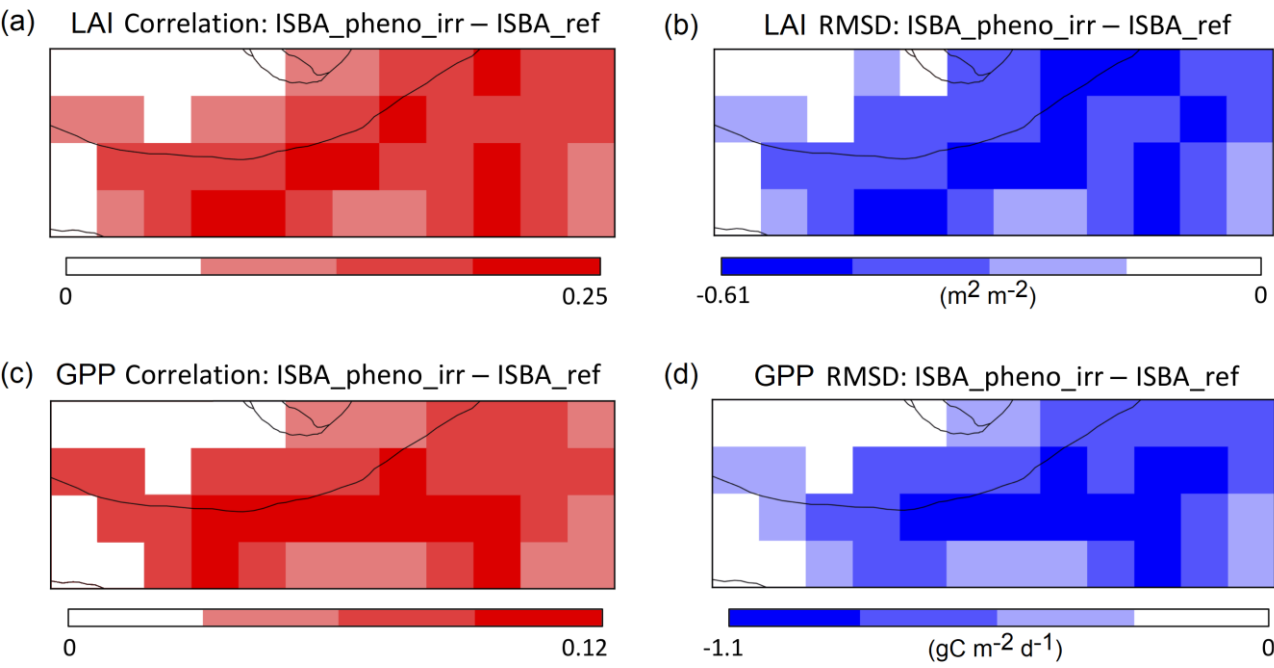 (a) LAI Correlation: ISBA_pheno_irr – ISBA_ref
(b) LAI RMSD: ISBA_pheno_irr – ISBA_ref
0 0.25
-0.61 (m² m⁻²) 0
(c) GPP Correlation: ISBA_pheno_irr – ISBA_ref
(d) GPP RMSD: ISBA_pheno_irr – ISBA_ref
0 0.12
-1.1 (gC m⁻² d⁻¹) 0